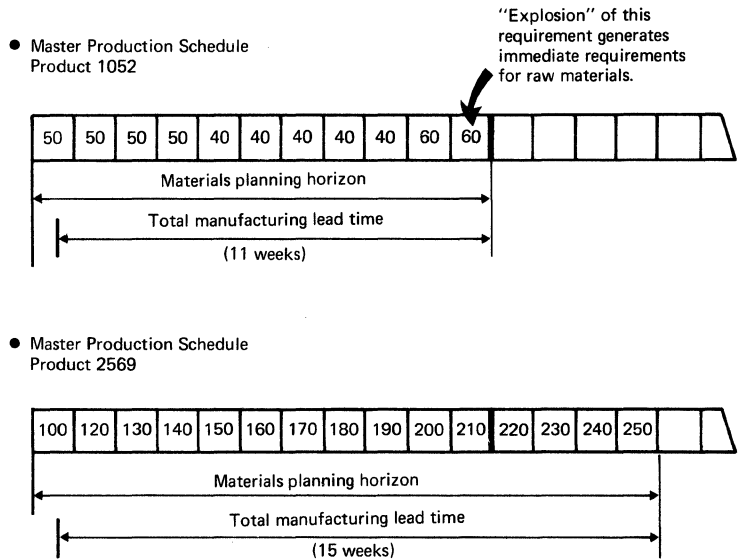 "Explosion" of this
requirement generates
immediate requirements
for raw materials.
● Master Production Schedule
Product 1052
50 50 50 50 40 40 40 40 40 60 60
Materials planning horizon
Total manufacturing lead time
(11 weeks)
● Master Production Schedule
Product 2569
100 120 130 140 150 160 170 180 190 200 210 220 230 240 250
Materials planning horizon
Total manufacturing lead time
(15 weeks)